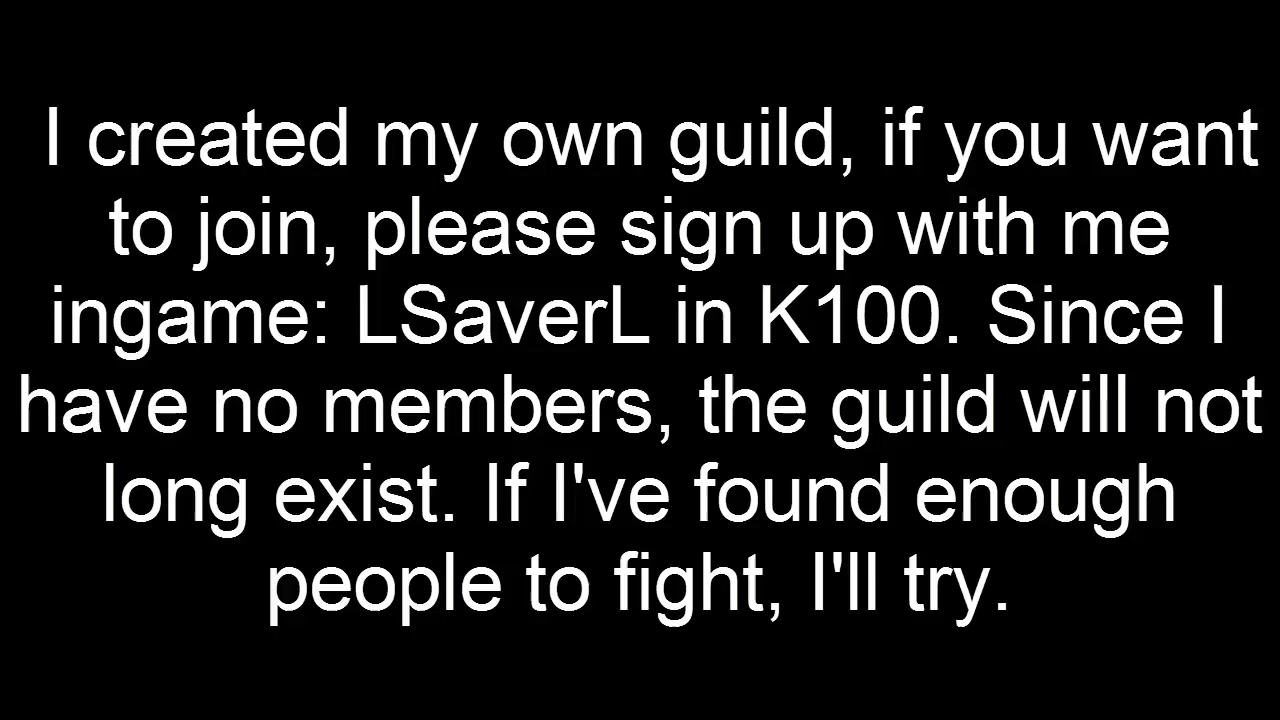 I created my own guild, if you want
to join, please sign up with me
ingame: LSaverL in K100. Since I
have no members, the guild will not
long exist. If I've found enough
people to fight, I'll try.